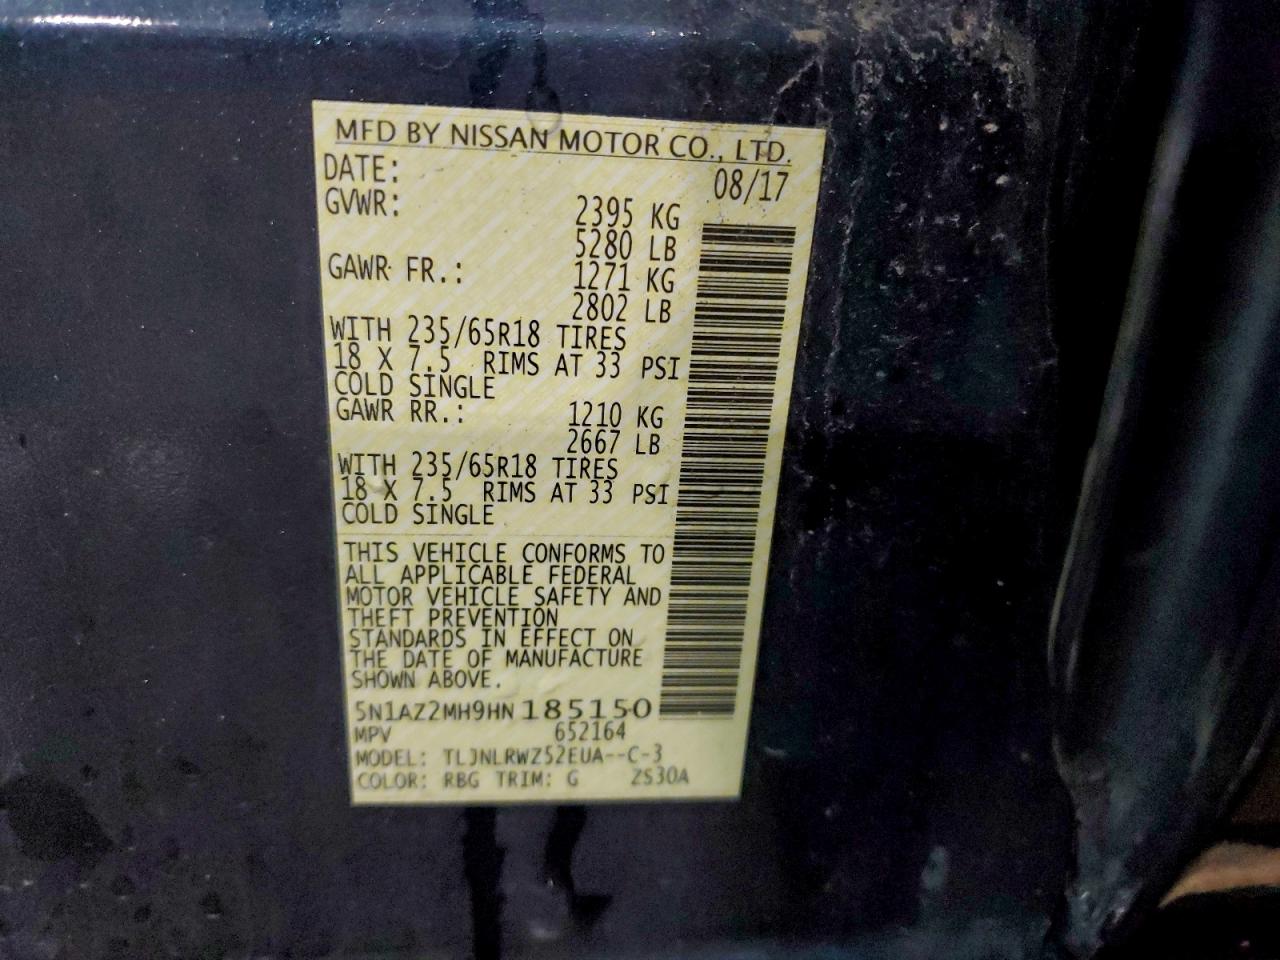 MFD BY NISSAN MOTOR CO., LTD.
DATE: 08/17
GVWR: 2395 KG
5280 LB
GAWR FR.: 1271 KG
2802 LB
WITH 235/65R18 TIRES
18 X 7.5 RIMS AT 33 PSI
COLD SINGLE
GAWR RR.: 1210 KG
2667 LB
WITH 235/65R18 TIRES
18 X 7.5 RIMS AT 33 PSI
COLD SINGLE
THIS VEHICLE CONFORMS TO
ALL APPLICABLE FEDERAL
MOTOR VEHICLE SAFETY AND
THEFT PREVENTION
STANDARDS IN EFFECT ON
THE DATE OF MANUFACTURE
SHOWN ABOVE.
5N1AZ2MH9HN185150
MPV 652164
MODEL: TLJNLRWZ52EUA--C-3
COLOR: RBG TRIM: G ZS30A